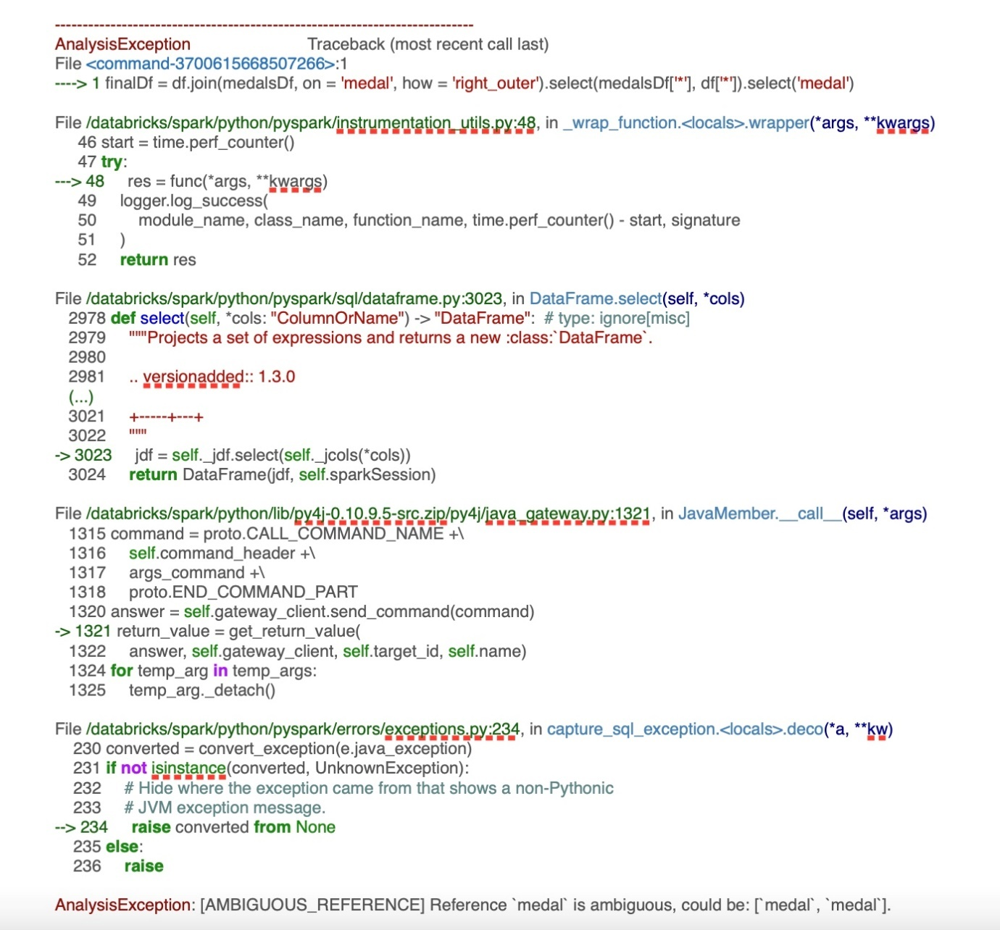 ---------------------------------------------------------------------------
AnalysisException Traceback (most recent call last)
File <command-3700615668507266>:1
----> 1 finalDf = df.join(medalsDf, on = 'medal', how = 'right_outer').select(medalsDf['*'], df['*']).select('medal')
File /databricks/spark/python/pyspark/instrumentation_utils.py:48, in _wrap_function.<locals>.wrapper(*args, **kwargs)
46 start = time.perf_counter()
47 try:
---> 48 res = func(*args, **kwargs)
49 logger.log_success(
50 module_name, class_name, function_name, time.perf_counter() - start, signature
51 )
52 return res
File /databricks/spark/python/pyspark/sql/dataframe.py:3023, in DataFrame.select(self, *cols)
2978 def select(self, *cols: "ColumnOrName") -> "DataFrame": # type: ignore[misc]
2979 """Projects a set of expressions and returns a new :class:`DataFrame`.
2980
2981 .. versionadded:: 1.3.0
(...)
3021 +-----+---+
3022 """
-> 3023 jdf = self._jdf.select(self._jcols(*cols))
3024 return DataFrame(jdf, self.sparkSession)
File /databricks/spark/python/lib/py4j-0.10.9.5-src.zip/py4j/java_gateway.py:1321, in JavaMember.__call__(self, *args)
1315 command = proto.CALL_COMMAND_NAME +\
1316 self.command_header +\
1317 args_command +\
1318 proto.END_COMMAND_PART
1320 answer = self.gateway_client.send_command(command)
-> 1321 return_value = get_return_value(
1322 answer, self.gateway_client, self.target_id, self.name)
1324 for temp_arg in temp_args:
1325 temp_arg._detach()
File /databricks/spark/python/pyspark/errors/exceptions.py:234, in capture_sql_exception.<locals>.deco(*a, **kw)
230 converted = convert_exception(e.java_exception)
231 if not isinstance(converted, UnknownException):
232 # Hide where the exception came from that shows a non-Pythonic
233 # JVM exception message.
--> 234 raise converted from None
235 else:
236 raise
AnalysisException: [AMBIGUOUS_REFERENCE] Reference `medal` is ambiguous, could be: [`medal`, `medal`].